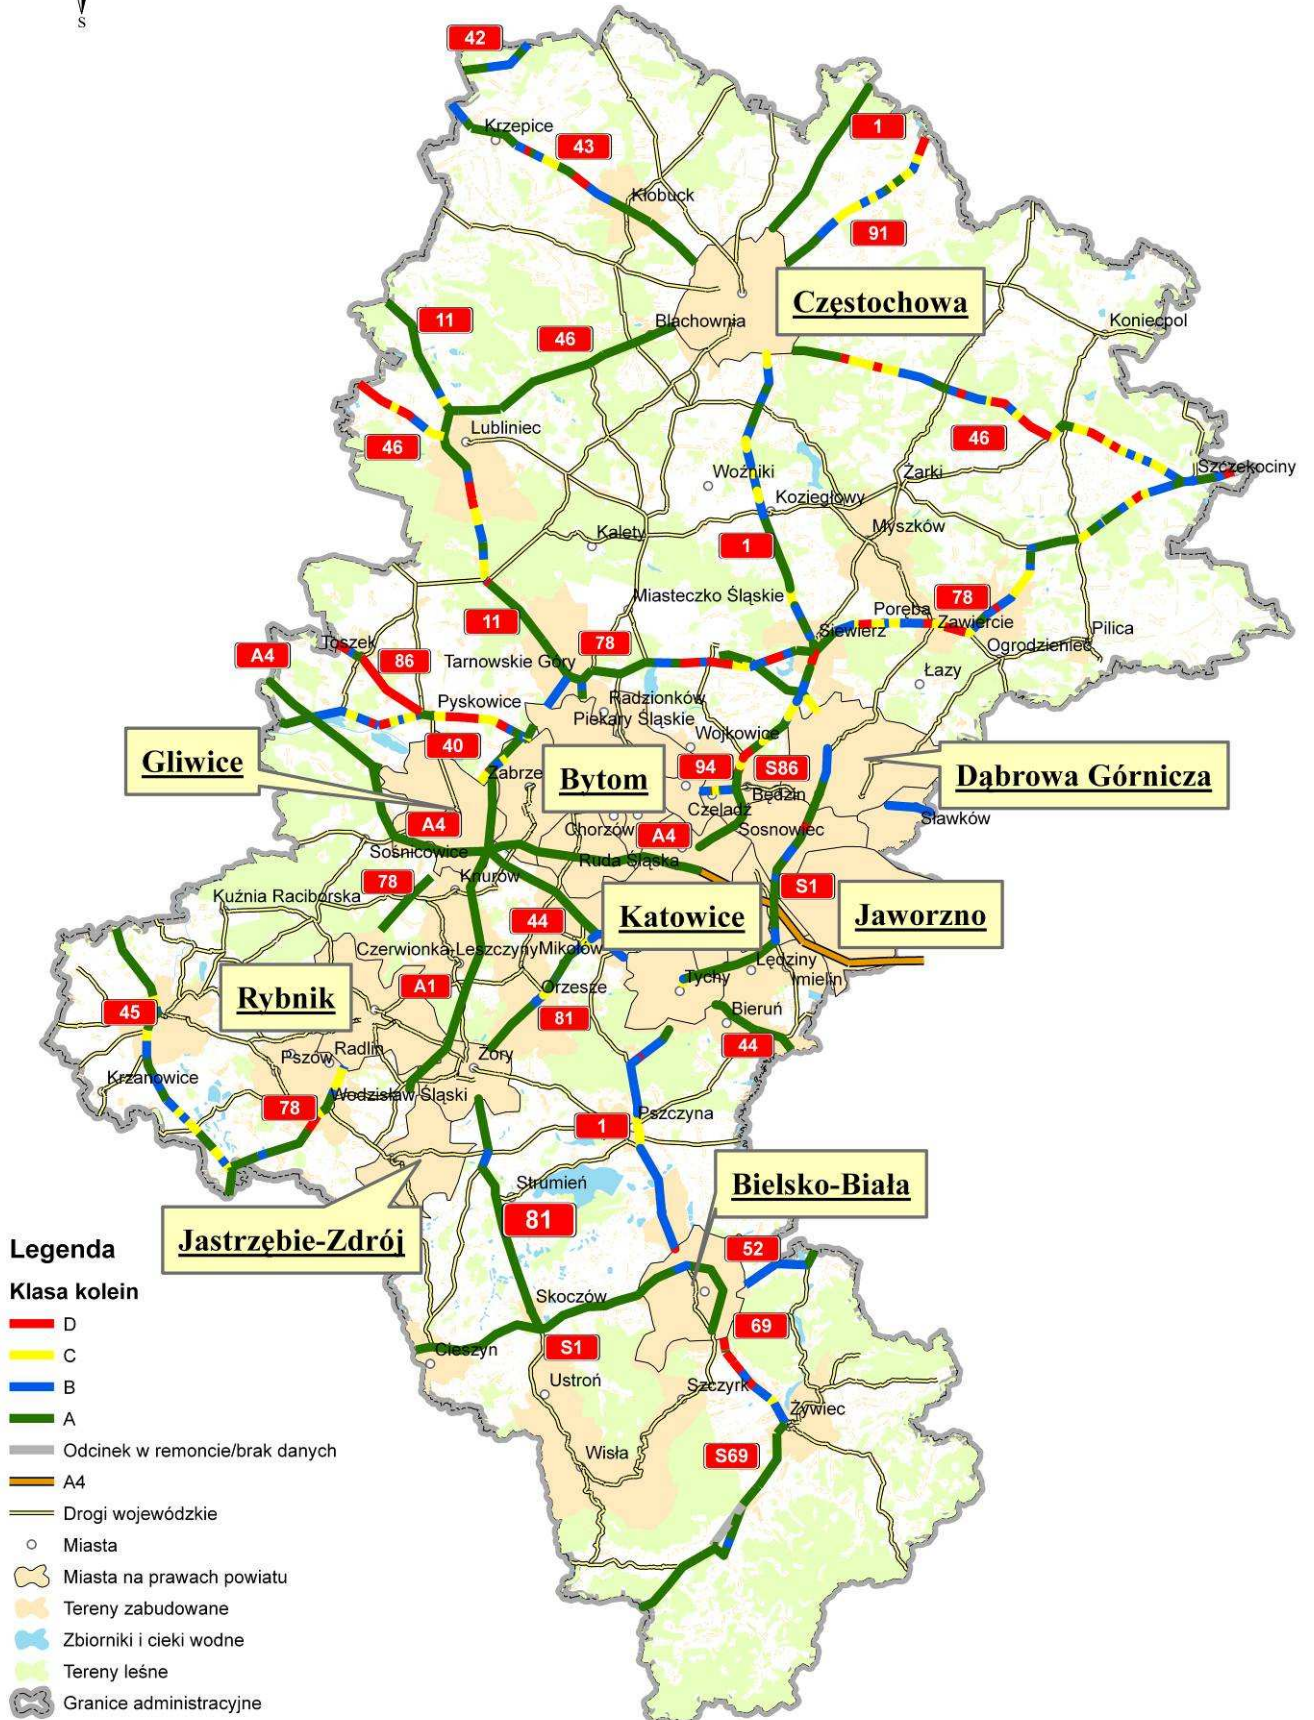 S
42
Krzepice
43
1
Kłobuck
91
Częstochowa
11
46
Blachownia
Koniecpol
46
Lubliniec
46
Szczekociny
Woźniki
Żarki
Koziegłowy
Myszków
Kalety
1
Miasteczko Śląskie
78
11
Poręba
Zawiercie
Siewierz
Pilica
Ogrodzieniec
Toszek
A4
86
78
Tarnowskie Góry
Łazy
Pyskowice
Radzionków
Piekary Śląskie
40
Wojkowice
Gliwice
Zabrze
Bytom
94
S86
Dąbrowa Górnicza
Będzin
Czeladź
Sławków
A4
Chorzów
A4
Sosnowiec
Sośnicowice
Ruda Śląska
78
Knurów
S1
Kuźnia Raciborska
44
Katowice
Jaworzno
Czerwionka-Leszczyny
Mikołów
Lędziny
Tychy
Imielin
A1
Orzesze
Rybnik
45
81
Bieruń
44
Pszów
Radlin
Żory
Krzanowice
Wodzisław Śląski
78
1
Pszczyna
Bielsko-Biała
Strumień
81
Jastrzębie-Zdrój
52
Skoczów
69
S1
Cieszyn
Ustroń
Szczyrk
Żywiec
Wisła
S69
Legenda
Klasa kolein
D
C
B
A
Odcinek w remoncie/brak danych
A4
Drogi wojewódzkie
Miasta
Miasta na prawach powiatu
Tereny zabudowane
Zbiorniki i cieki wodne
Tereny leśne
Granice administracyjne